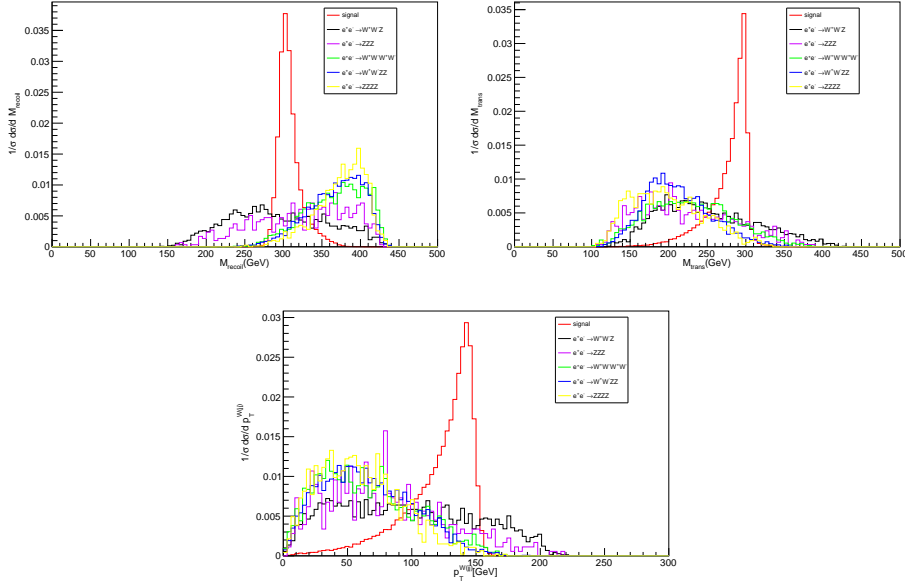 1/σ dσ/d M_recoil
0.035
0.03
0.025
0.02
0.015
0.01
0.005
0
0 50 100 150 200 250 300 350 400 450 500
M_recoil(GeV)
signal
e⁺e⁻→W⁺W⁻Z
e⁺e⁻→ZZZ
e⁺e⁻→W⁺W⁻W⁺W⁻
e⁺e⁻→W⁺W⁻ZZ
e⁺e⁻→ZZZZ
1/σ dσ/d M_trans
0.035
0.03
0.025
0.02
0.015
0.01
0.005
0
0 50 100 150 200 250 300 350 400 450 500
M_trans(GeV)
signal
e⁺e⁻→W⁺W⁻Z
e⁺e⁻→ZZZ
e⁺e⁻→W⁺W⁻W⁺W⁻
e⁺e⁻→W⁺W⁻ZZ
e⁺e⁻→ZZZZ
1/σ dσ/d p_T^W(jj)
0.03
0.025
0.02
0.015
0.01
0.005
0
0 50 100 150 200 250 300
p_T^W(jj)[GeV]
signal
e⁺e⁻→W⁺W⁻Z
e⁺e⁻→ZZZ
e⁺e⁻→W⁺W⁻W⁺W⁻
e⁺e⁻→W⁺W⁻ZZ
e⁺e⁻→ZZZZ